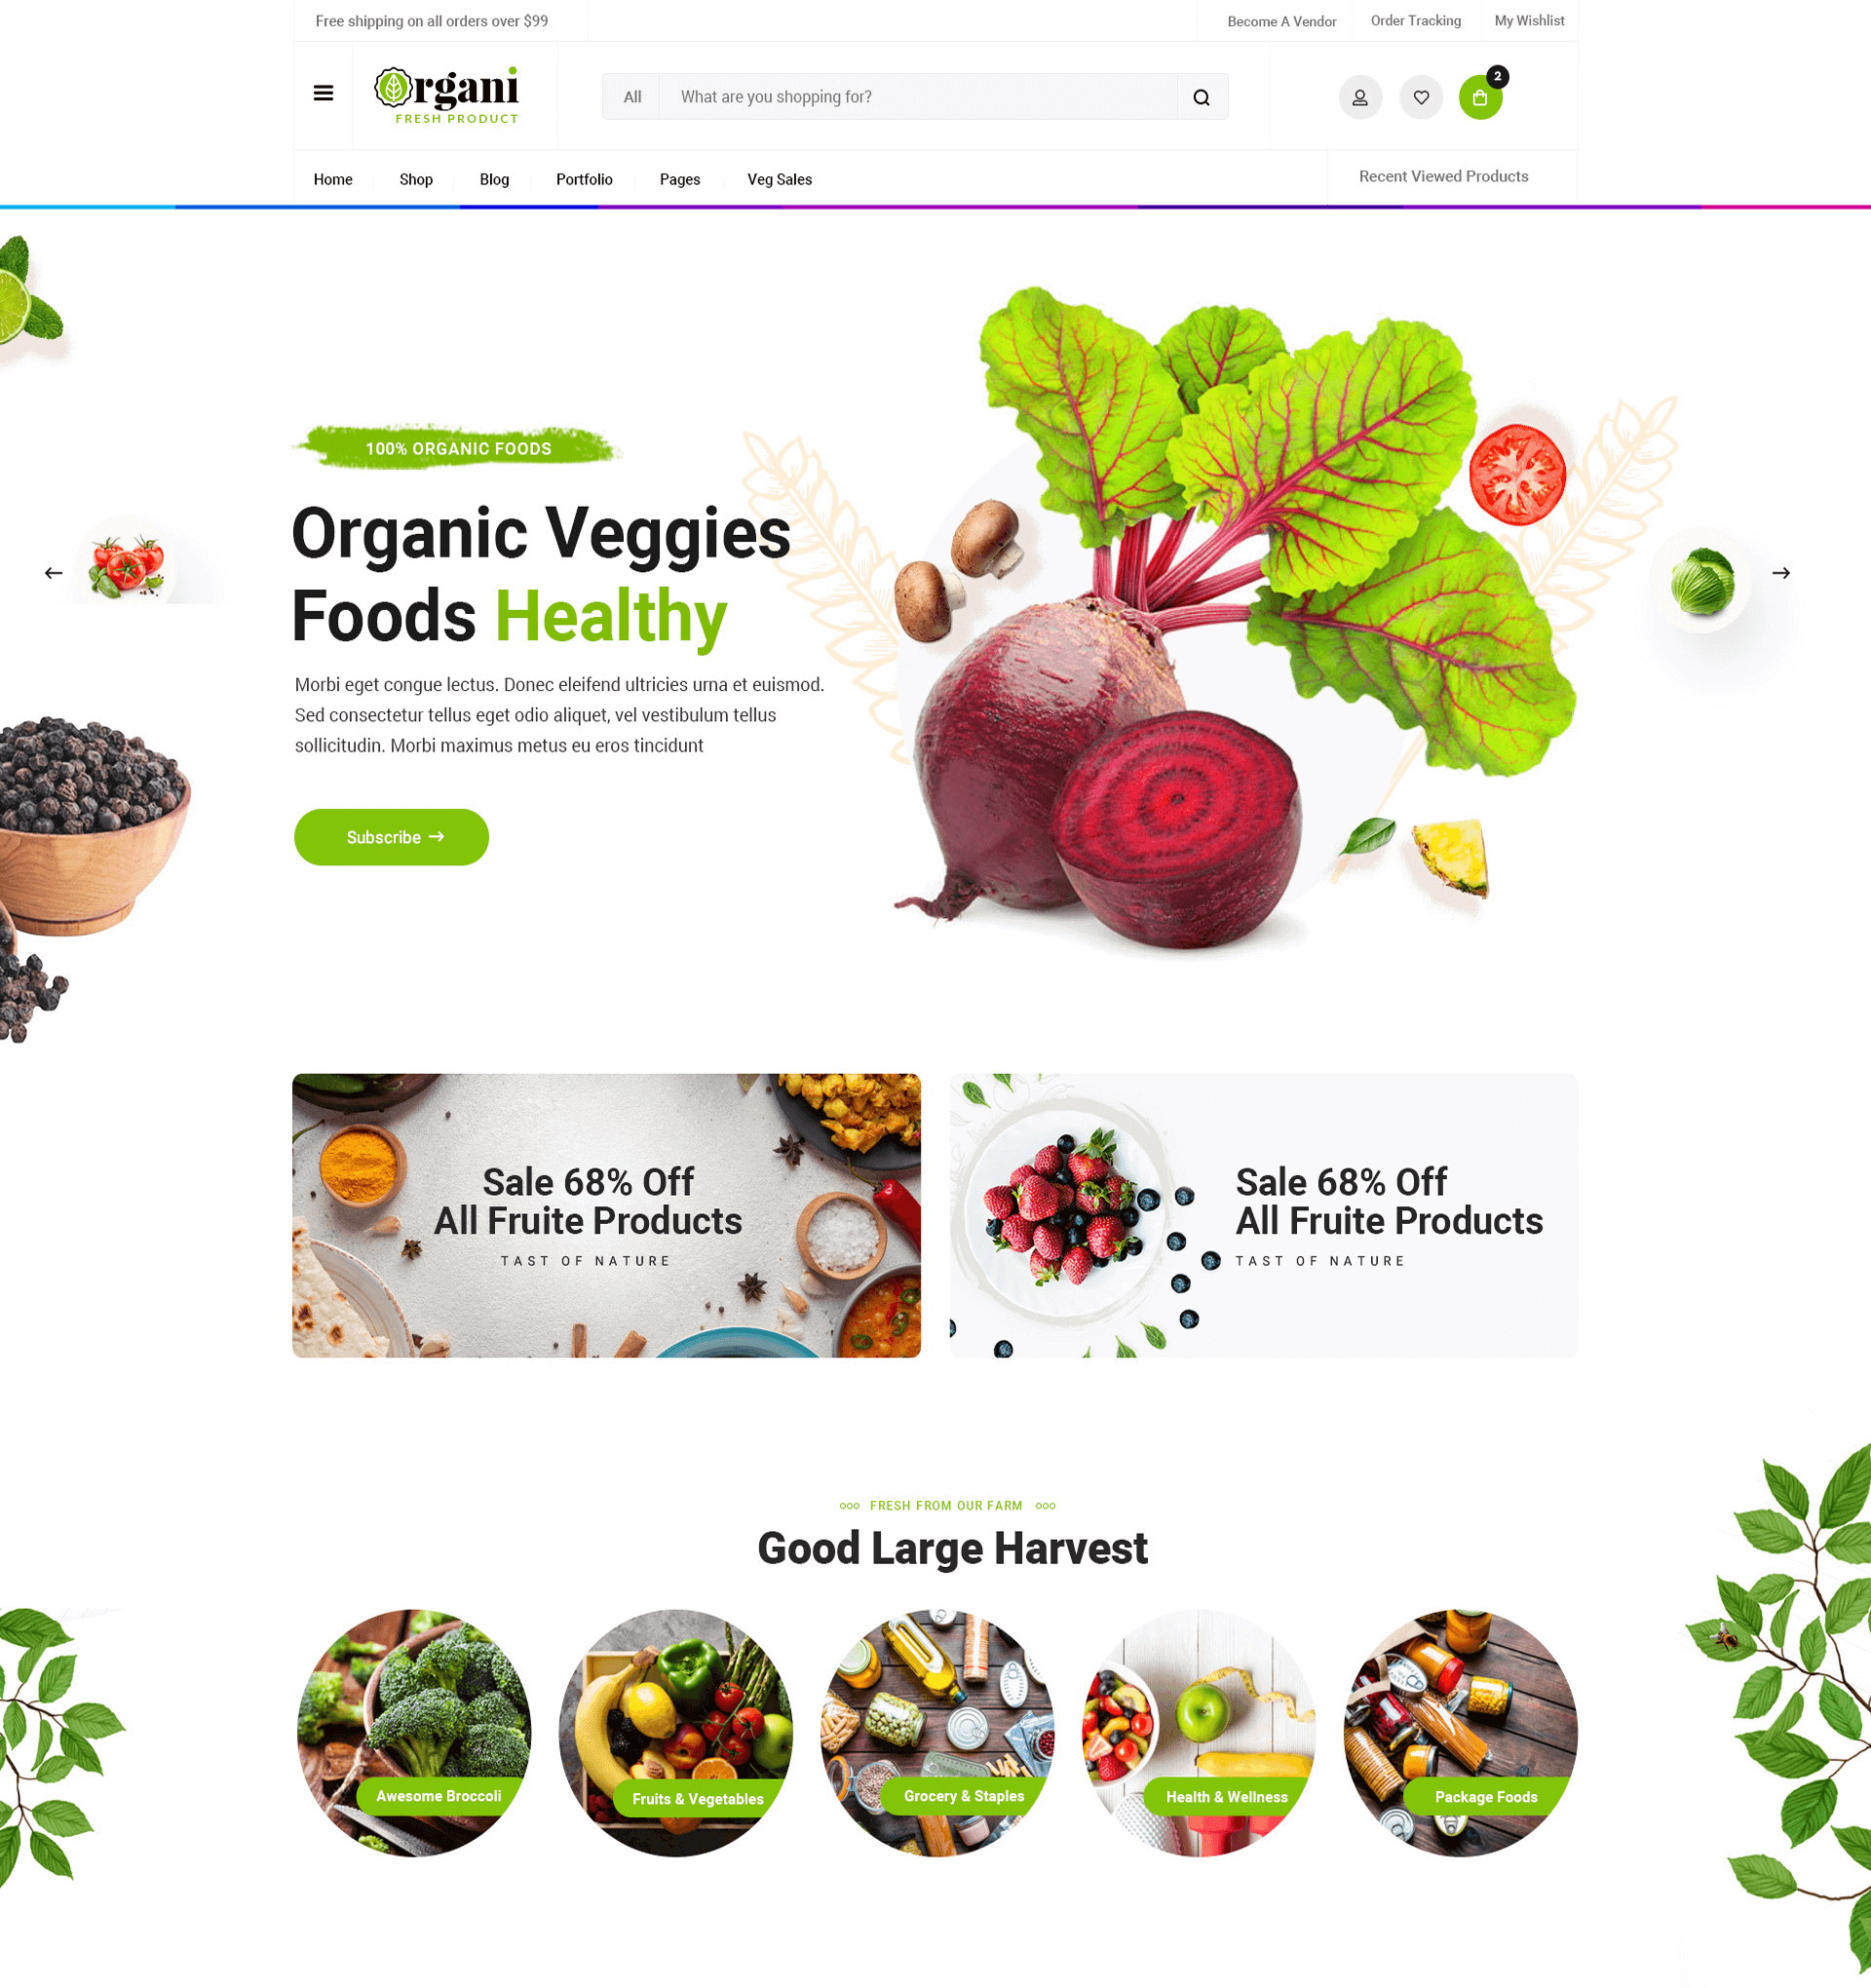 Free shipping on all orders over $99
Become A Vendor
Order Tracking
My Wishlist
Organi
FRESH PRODUCT
All
What are you shopping for?
2
Home
Shop
Blog
Portfolio
Pages
Veg Sales
Recent Viewed Products
100% ORGANIC FOODS
Organic Veggies
Foods Healthy
Morbi eget congue lectus. Donec eleifend ultricies urna et euismod.
Sed consectetur tellus eget odio aliquet, vel vestibulum tellus
sollicitudin. Morbi maximus metus eu eros tincidunt
Subscribe
Sale 68% Off
All Fruite Products
TAST OF NATURE
Sale 68% Off
All Fruite Products
TAST OF NATURE
FRESH FROM OUR FARM
Good Large Harvest
Awesome Broccoli
Fruits & Vegetables
Grocery & Staples
Health & Wellness
Package Foods